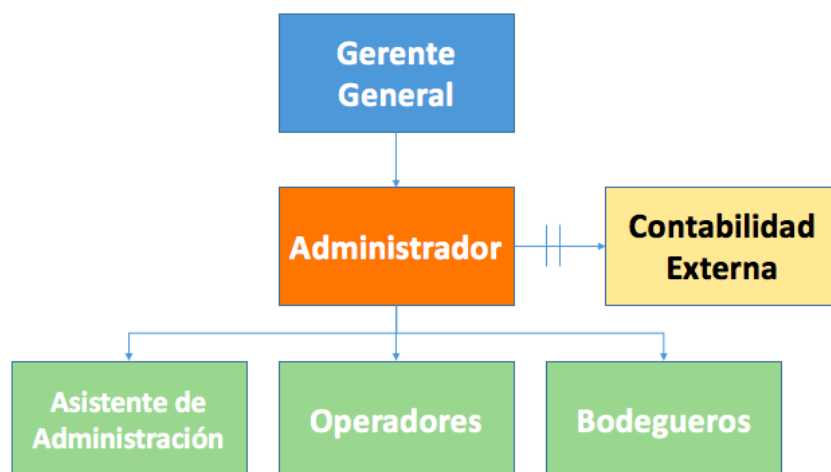 Gerente
General
Administrador
Contabilidad
Externa
Asistente de
Administración
Operadores
Bodegueros